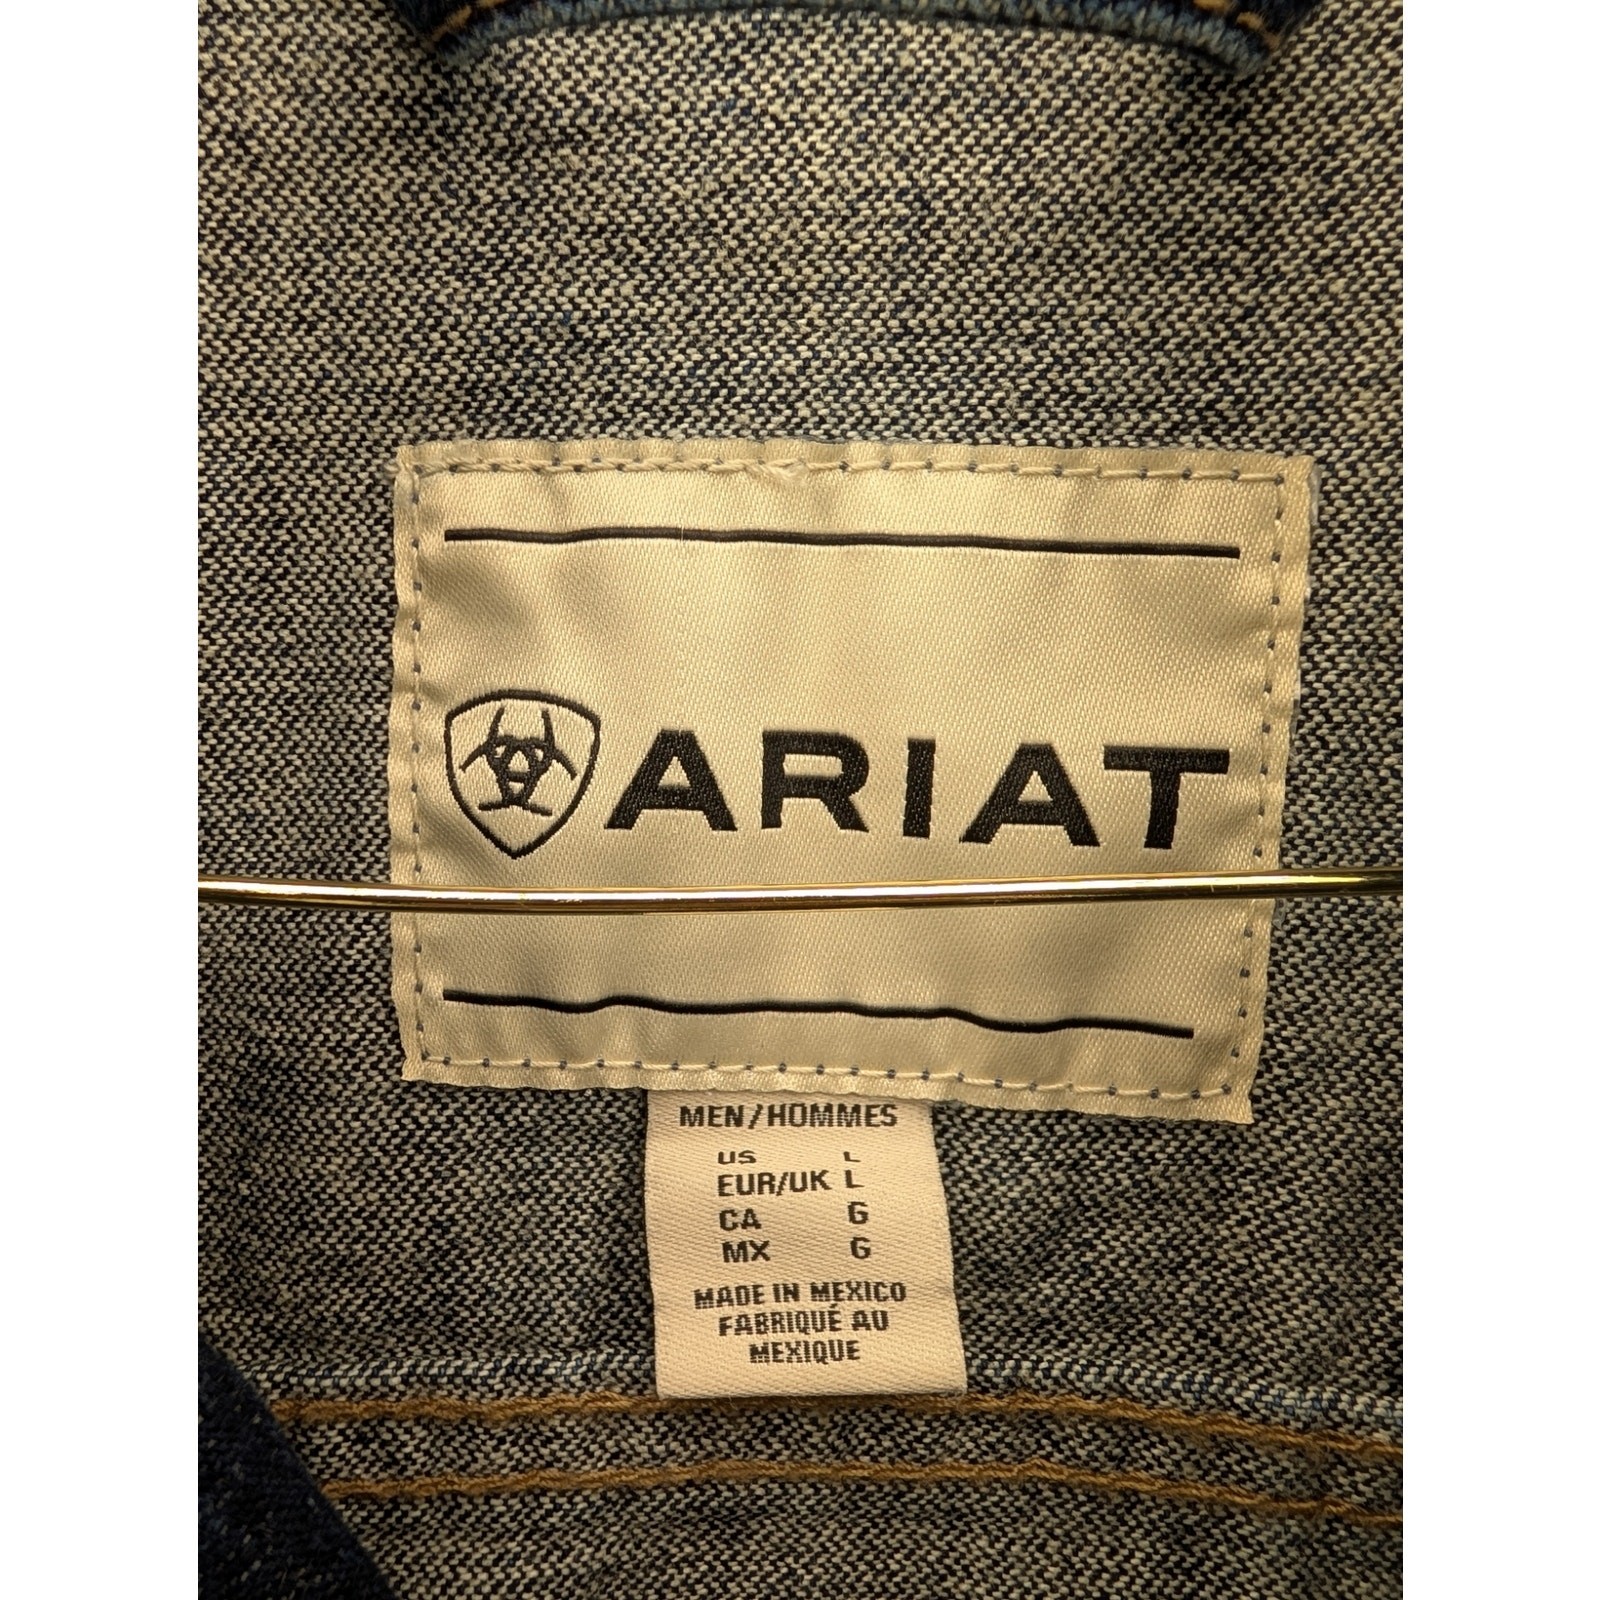 ARIAT
MEN/HOMMES
US L
EUR/UK L
CA G
MX G
MADE IN MEXICO
FABRIQUÉ AU
MEXIQUE